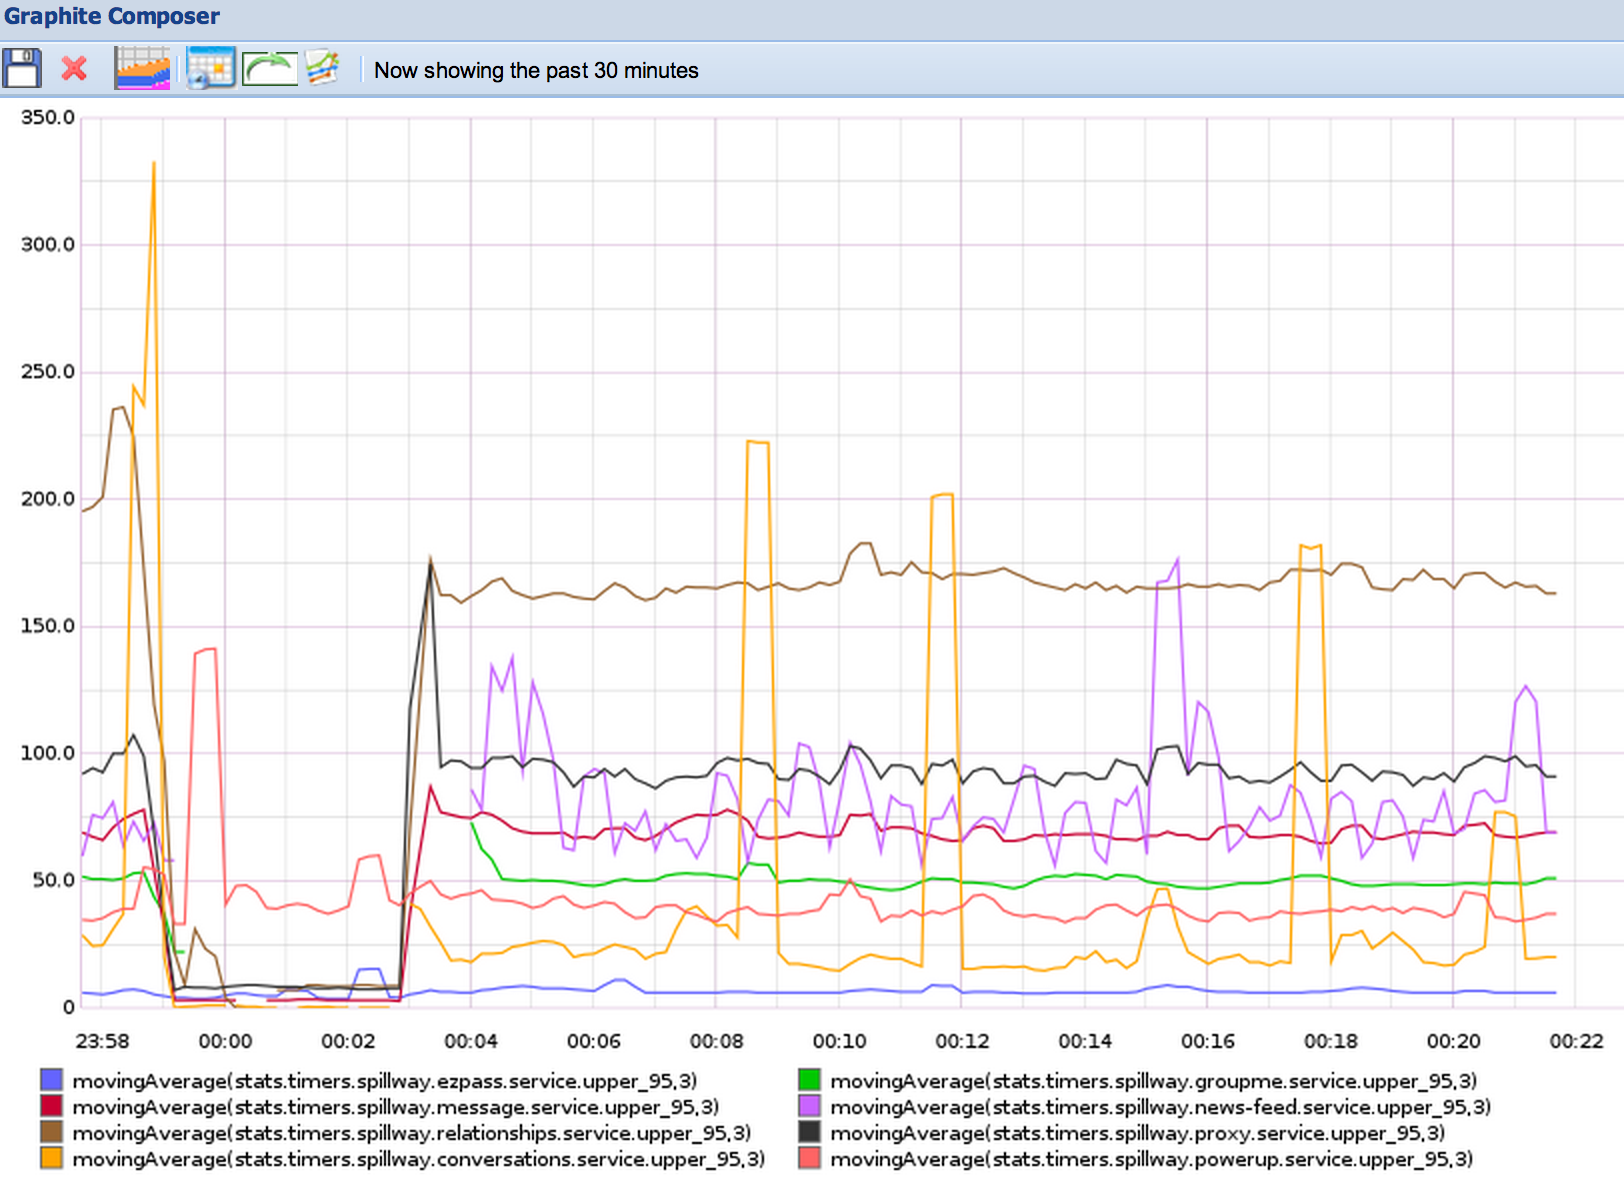 Graphite Composer
Now showing the past 30 minutes
350.0
300.0
250.0
200.0
150.0
100.0
50.0
0
23:58 00:00 00:02 00:04 00:06 00:08 00:10 00:12 00:14 00:16 00:18 00:20 00:22
movingAverage(stats.timers.spillway.ezpass.service.upper_95,3) movingAverage(stats.timers.spillway.groupme.service.upper_95,3)
movingAverage(stats.timers.spillway.message.service.upper_95,3) movingAverage(stats.timers.spillway.news-feed.service.upper_95,3)
movingAverage(stats.timers.spillway.relationships.service.upper_95,3) movingAverage(stats.timers.spillway.proxy.service.upper_95,3)
movingAverage(stats.timers.spillway.conversations.service.upper_95,3) movingAverage(stats.timers.spillway.powerup.service.upper_95,3)